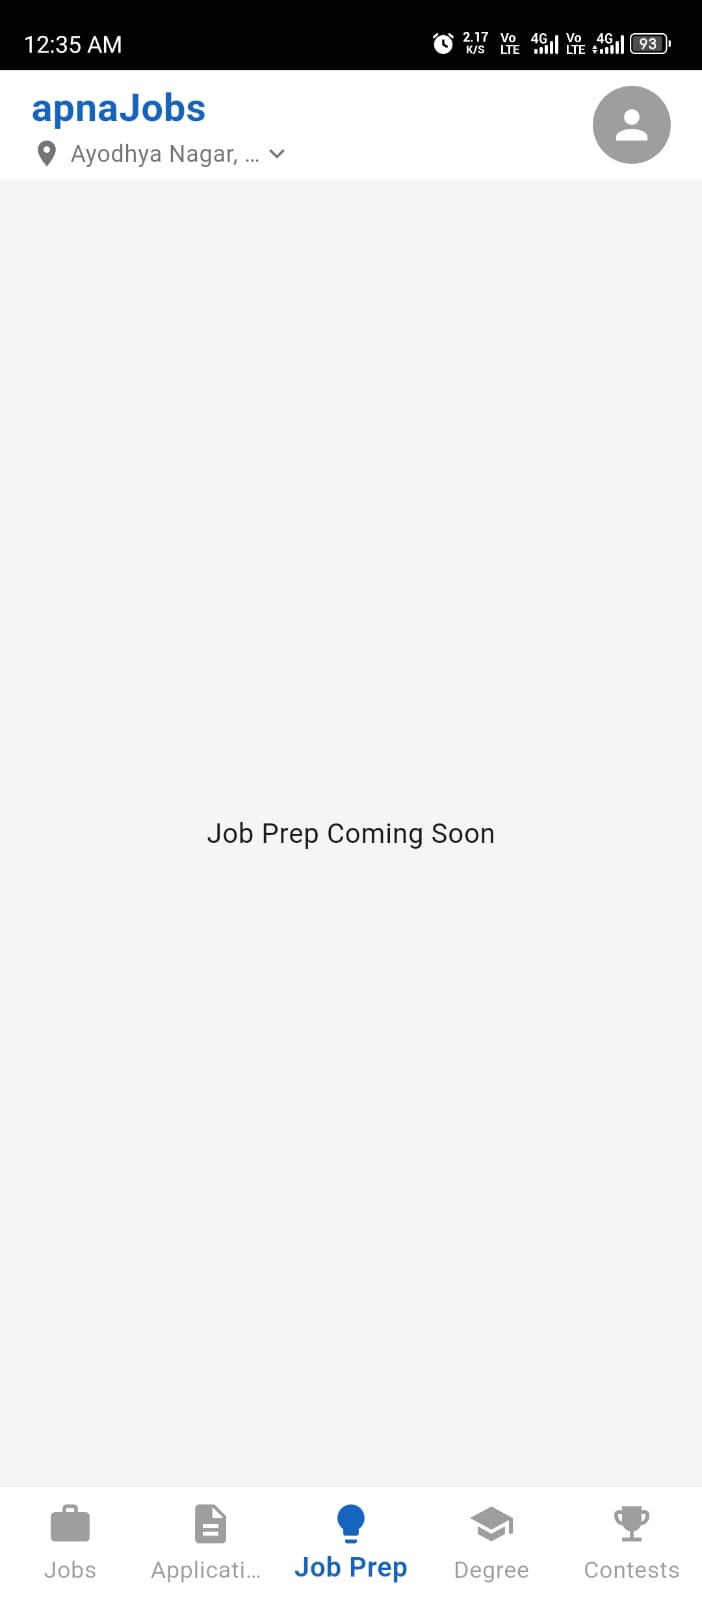 12:35 AM 2.17 K/S Vo LTE 4G Vo LTE 4G 93
apnaJobs
Ayodhya Nagar, ...
Job Prep Coming Soon
Jobs Applicati... Job Prep Degree Contests